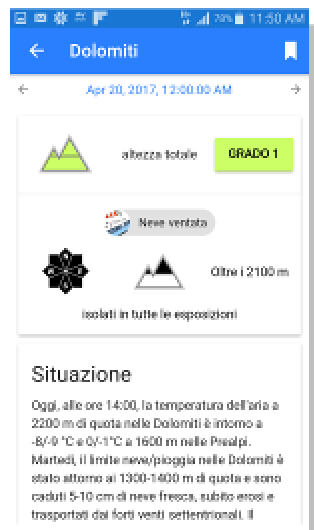 70% 11:50 AM
← Dolomiti
← Apr 20, 2017, 12:00:00 AM →
altezza totale GRADO 1
Neve ventata
Oltre i 2100 m
isolati in tutte le esposizioni
Situazione
Oggi, alle ore 14:00, la temperatura dell'aria a
2200 m di quota nelle Dolomiti è intorno a
-8/-9 °C e 0/-1°C a 1600 m nelle Prealpi.
Martedì, il limite neve/pioggia nelle Dolomiti è
stato attorno ai 1300-1400 m di quota e sono
caduti 5-10 cm di neve fresca, subito erosi e
trasportati dai forti venti settentrionali. Il